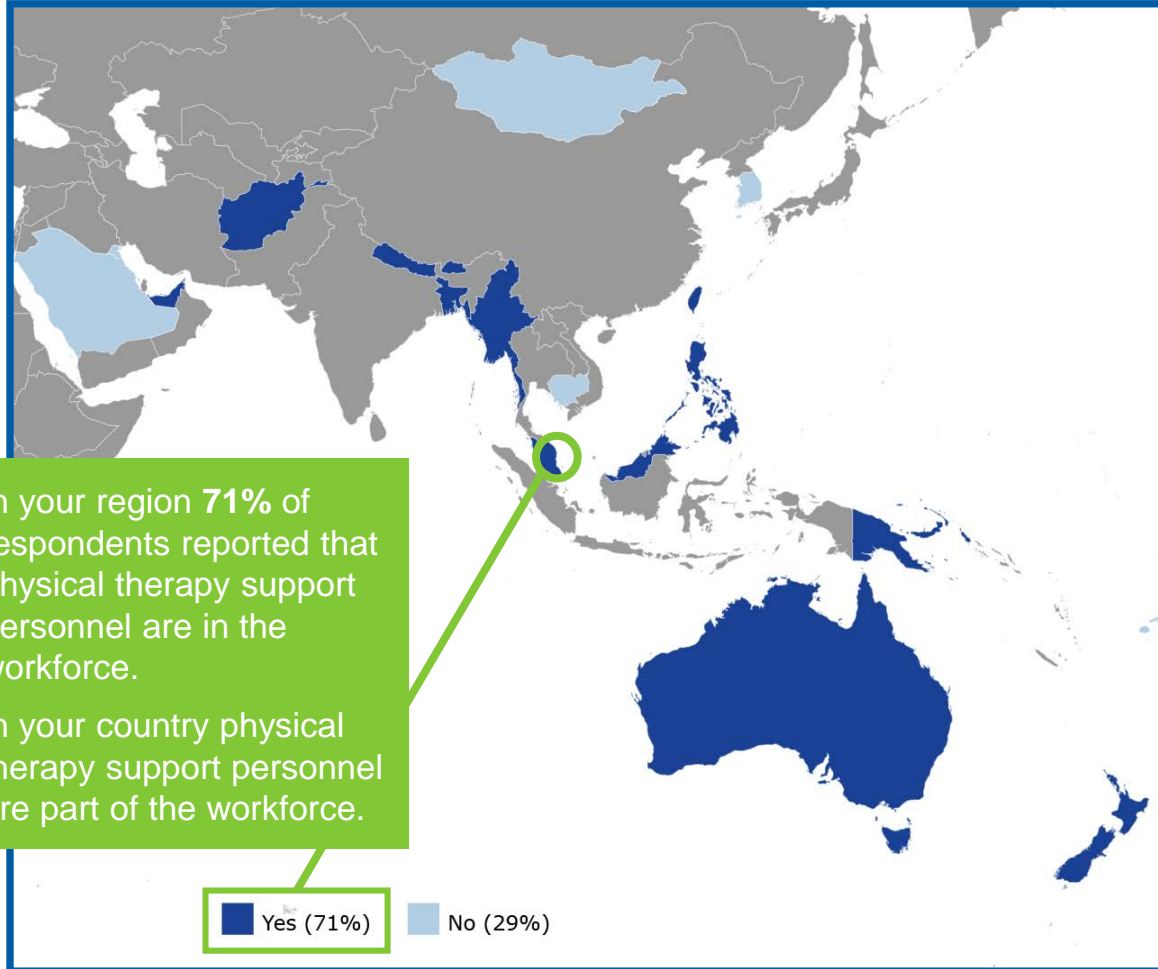 n your region 71% of
espondents reported that
hysical therapy support
ersonnel are in the
workforce.
n your country physical
herapy support personnel
re part of the workforce.
Yes (71%)
No (29%)